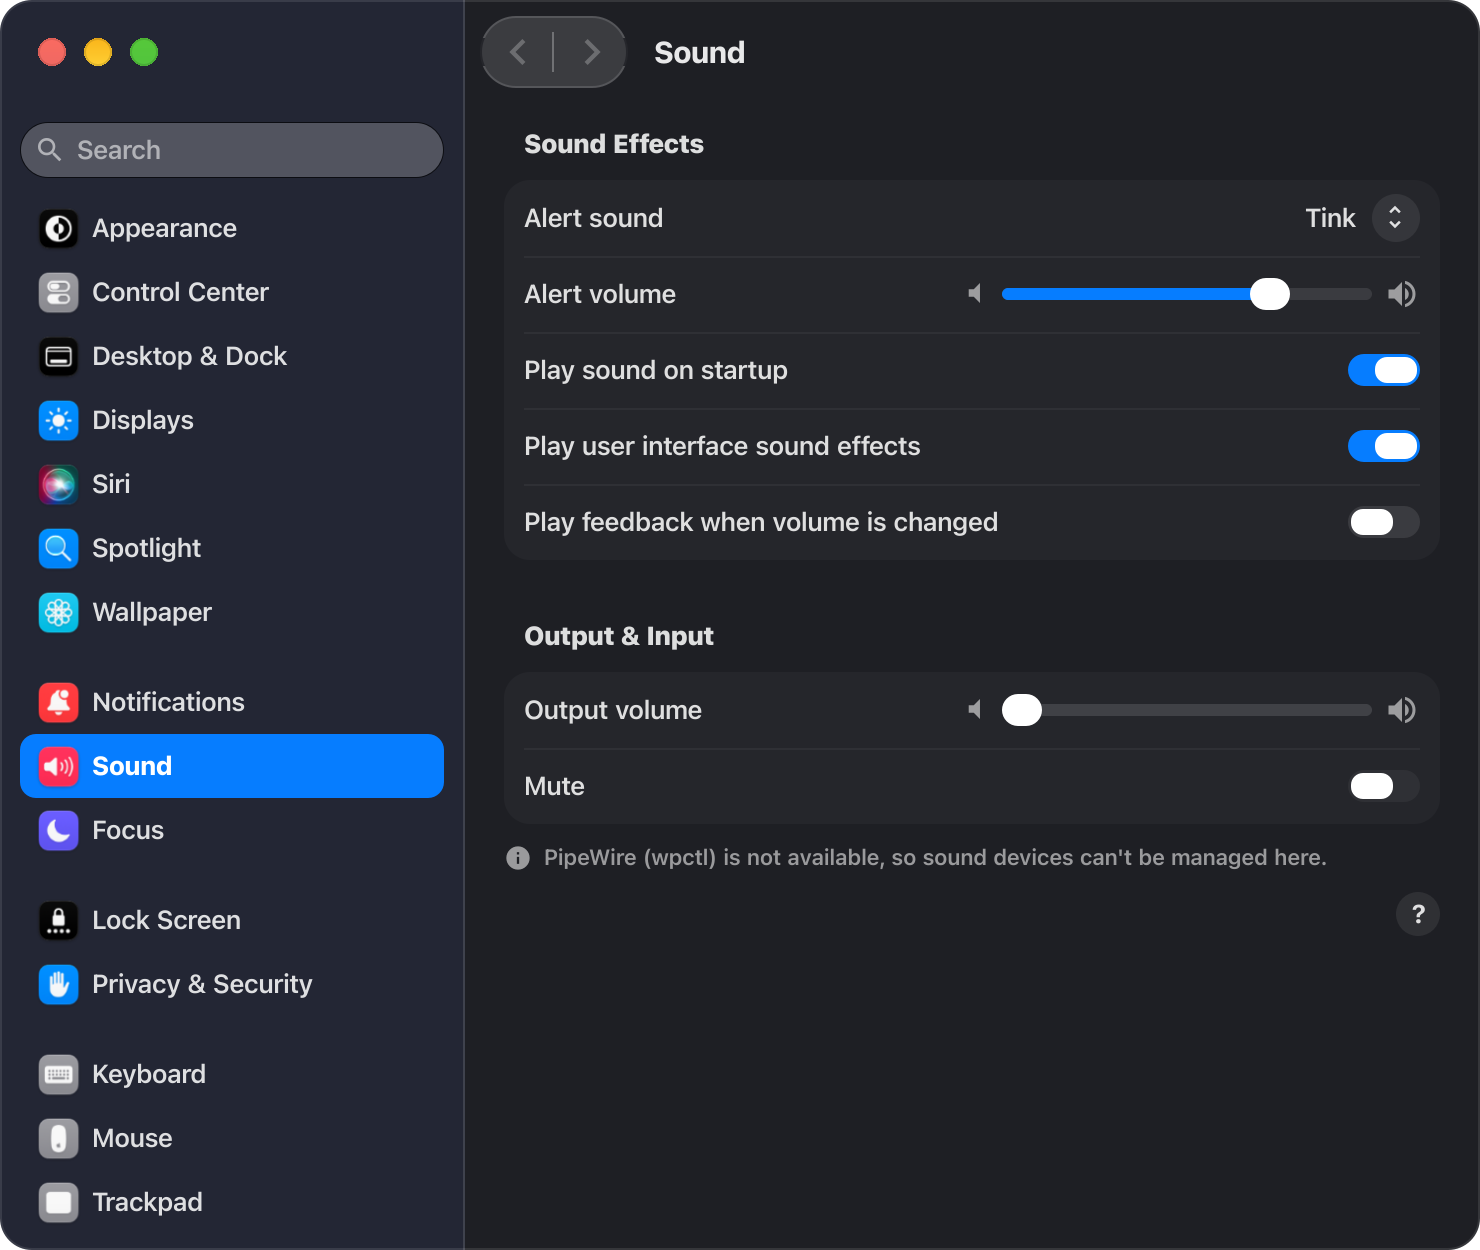 Sound
Search
Appearance
Control Center
Desktop & Dock
Displays
Siri
Spotlight
Wallpaper
Notifications
Sound
Focus
Lock Screen
Privacy & Security
Keyboard
Mouse
Trackpad
Sound Effects
Alert sound Tink
Alert volume
Play sound on startup
Play user interface sound effects
Play feedback when volume is changed
Output & Input
Output volume
Mute
PipeWire (wpctl) is not available, so sound devices can't be managed here.
?